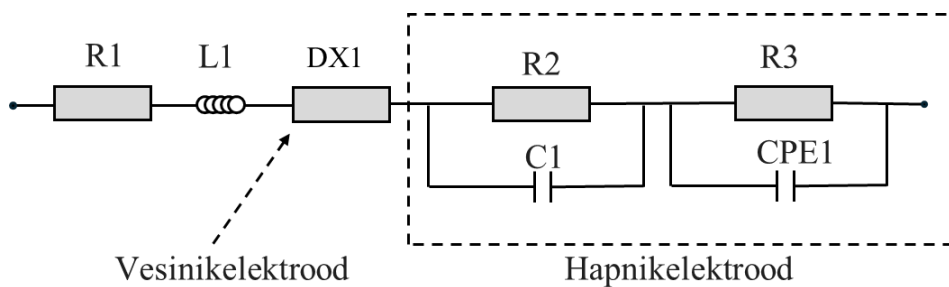 R1
L1
DX1
R2
R3
C1
CPE1
Vesinikelektrood
Hapnikelektrood